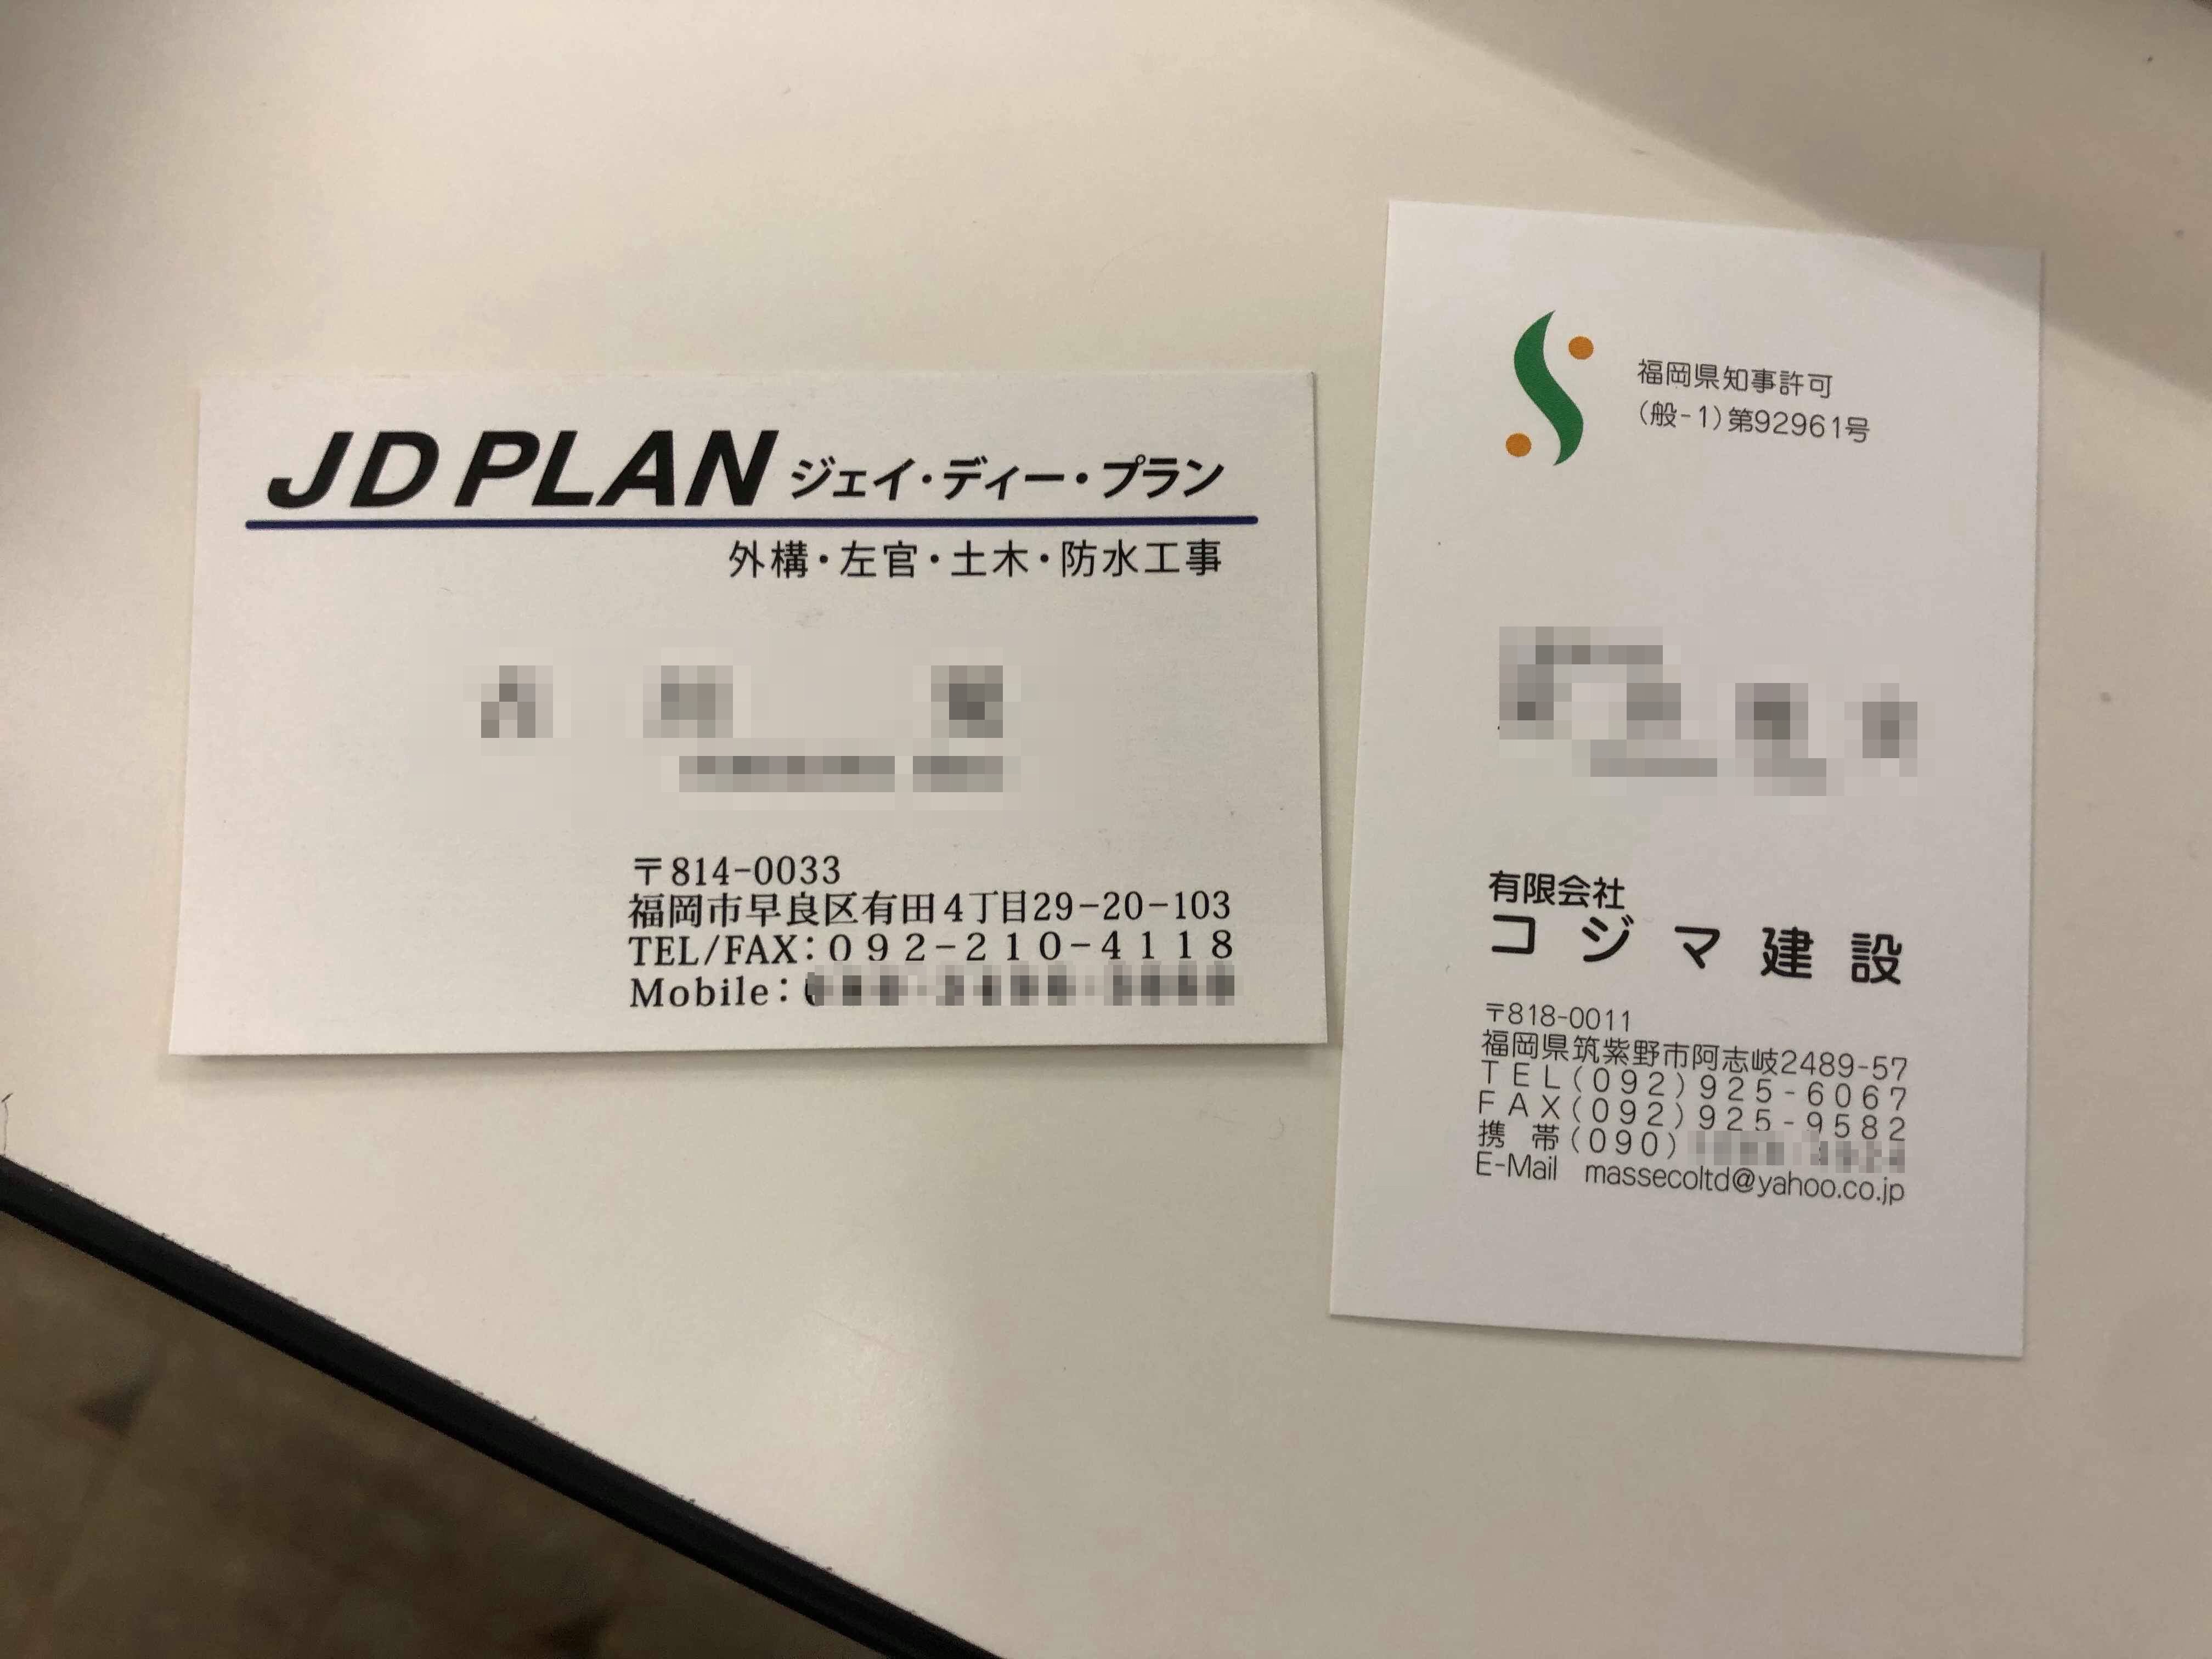 JD PLAN ジェイ・ディー・プラン
外構・左官・土木・防水工事
〒814-0033
福岡市早良区有田4丁目29-20-103
TEL/FAX：092-210-4118
Mobile：
福岡県知事許可
(般-1)第92961号
有限会社
コジマ建設
〒818-0011
福岡県筑紫野市阿志岐2489-57
TEL(092)925-6067
FAX(092)925-9582
携 帯(090)
E-Mail massecoltd@yahoo.co.jp